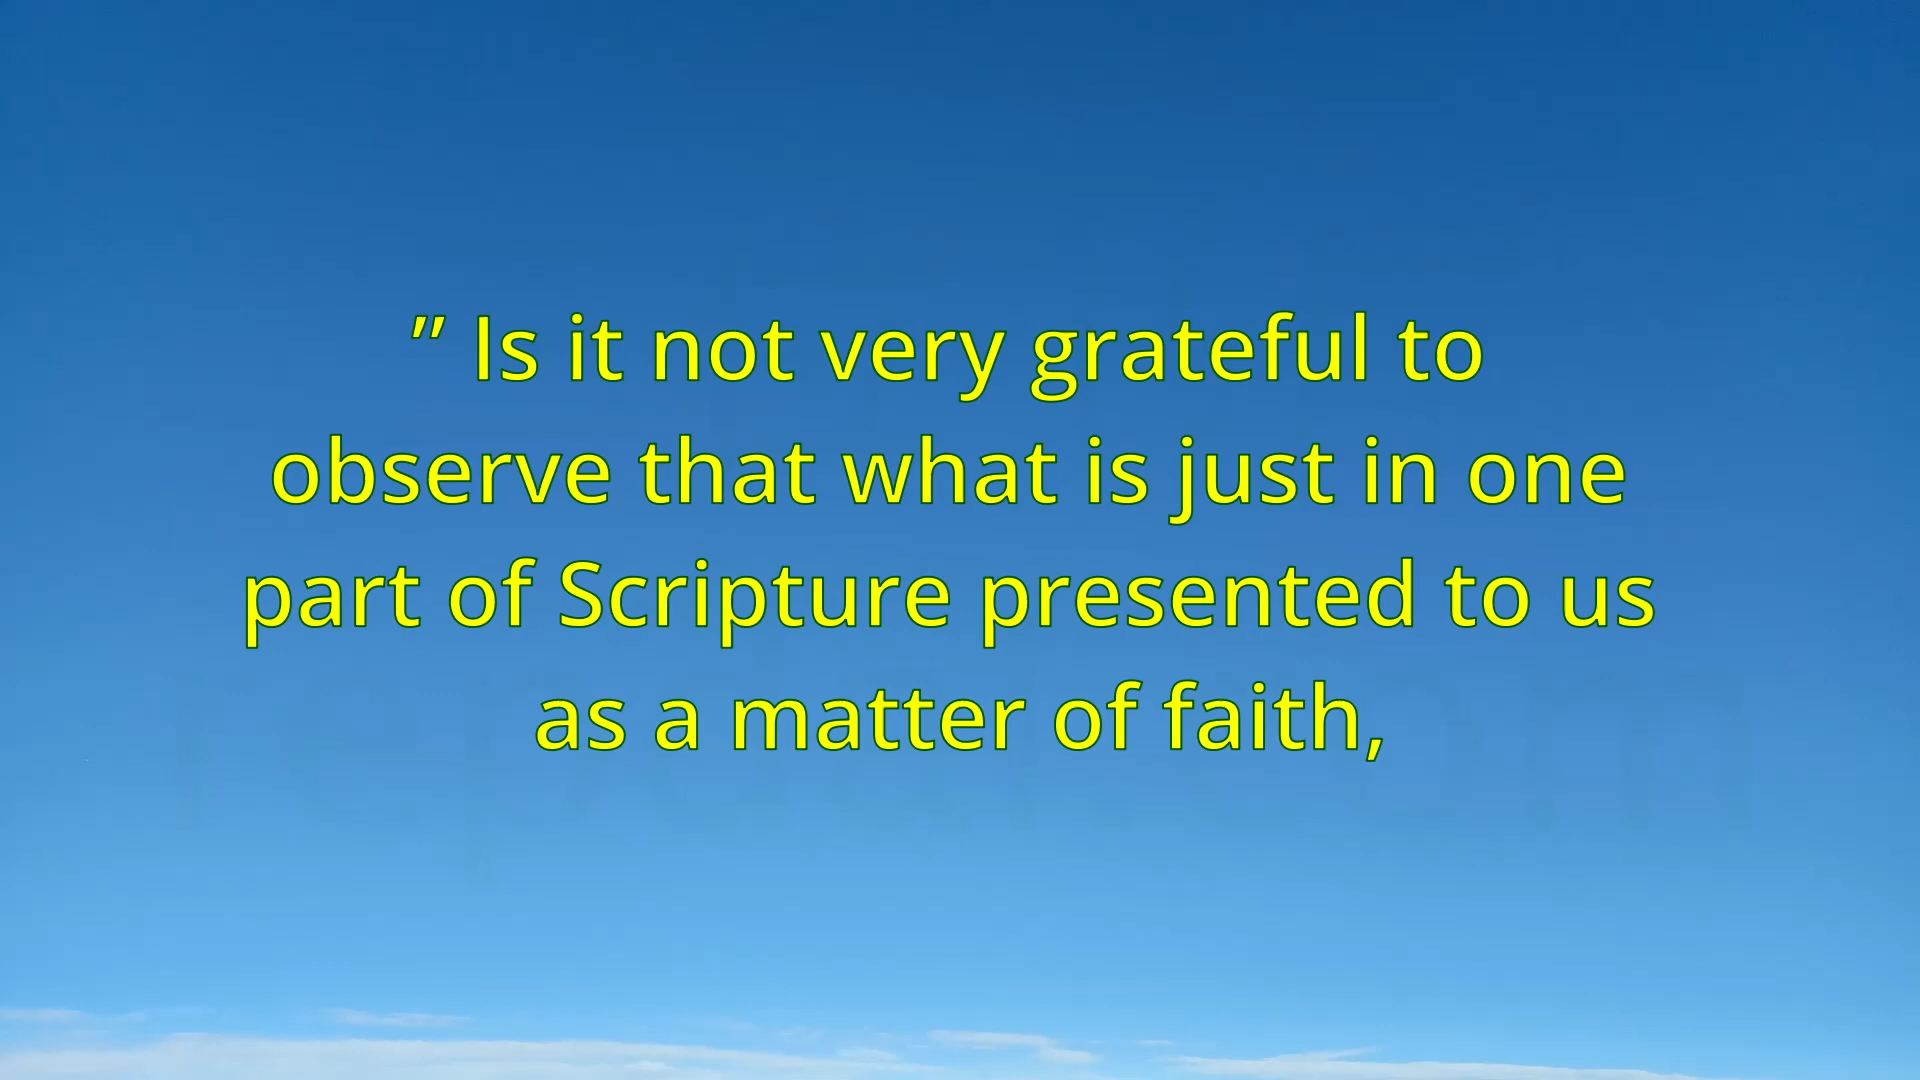 ” Is it not very grateful to
observe that what is just in one
part of Scripture presented to us
as a matter of faith,